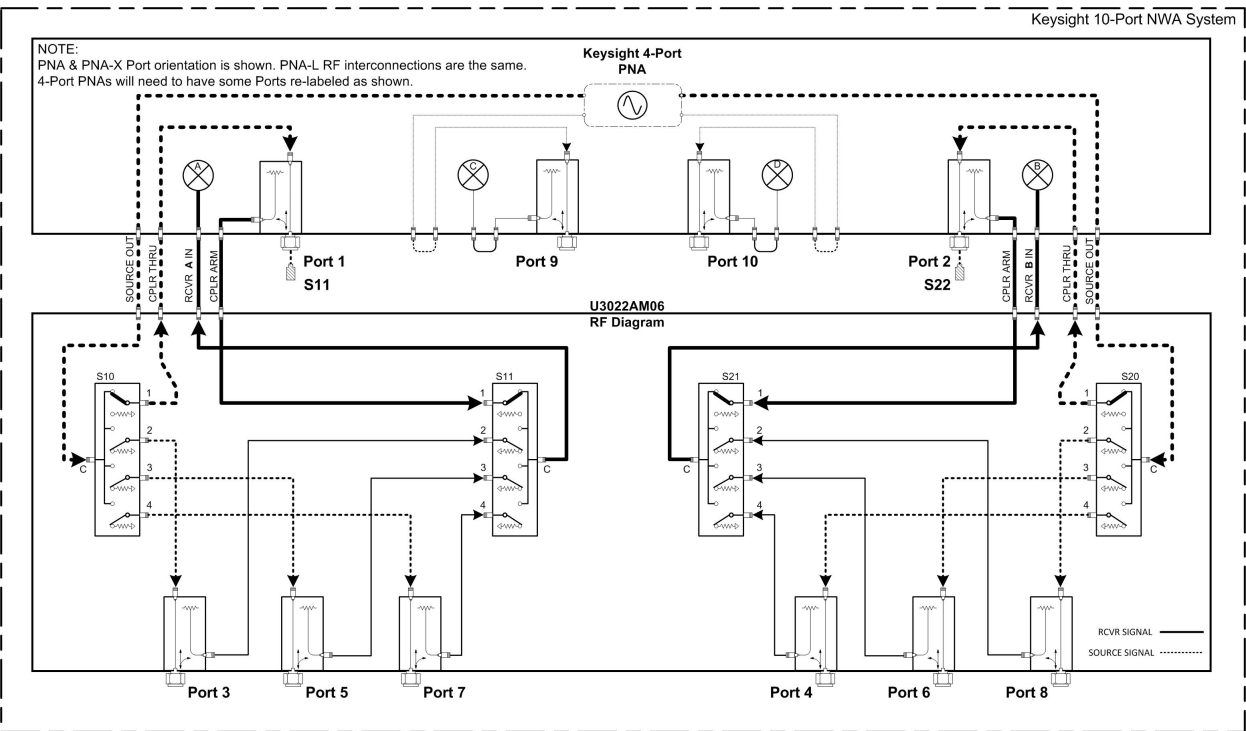 Keysight 10-Port NWA System
NOTE:
PNA & PNA-X Port orientation is shown. PNA-L RF interconnections are the same.
4-Port PNAs will need to have some Ports re-labeled as shown.
Keysight 4-Port
PNA
A
C
D
B
Port 1
S11
Port 9
Port 10
Port 2
S22
SOURCE OUT
CPLR THRU
RCVR A IN
CPLR ARM
CPLR ARM
RCVR B IN
CPLR THRU
SOURCE OUT
U3022AM06
RF Diagram
S10
1
2
3
4
C
S11
1
2
3
4
C
S21
1
2
3
4
C
S20
1
2
3
4
C
RCVR SIGNAL
SOURCE SIGNAL
Port 3
Port 5
Port 7
Port 4
Port 6
Port 8